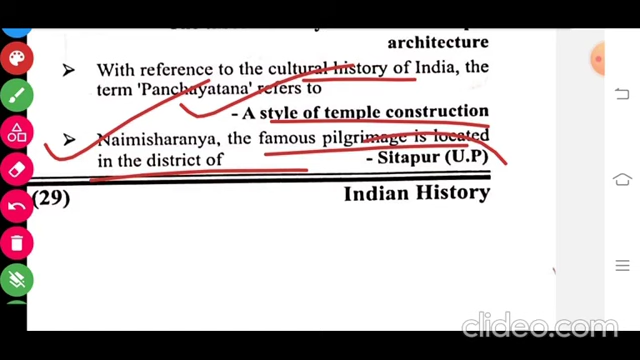 architecture
➤ With reference to the cultural history of India, the
term 'Panchayatana' refers to
- A style of temple construction
➤ Naimisharanya, the famous pilgrimage is located
in the district of - Sitapur (U.P)
(29) Indian History
clideo.com